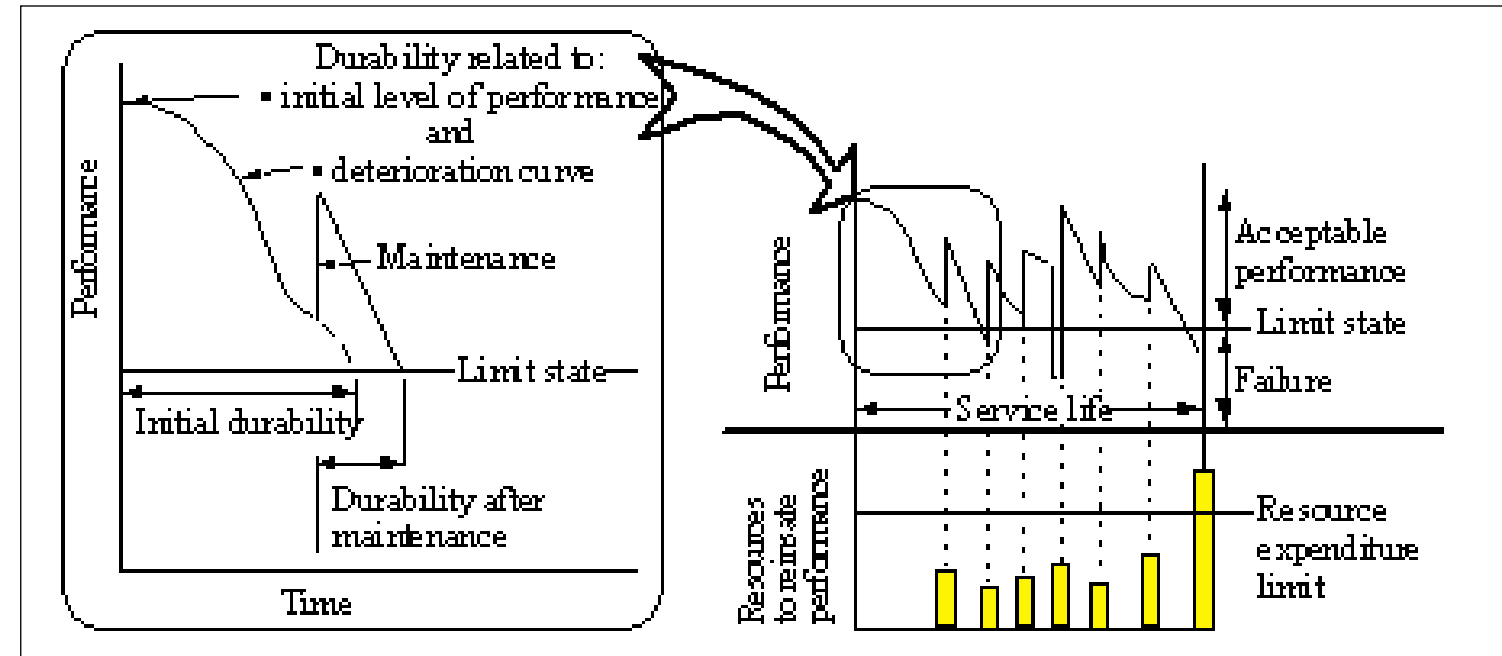 Durability related to:
▪ initial level of performance
and
▪ deterioration curve
Performance
Maintenance
Limit state
Initial durability
Durability after
maintenance
Time
Performance
Acceptable
performance
Limit state
Failure
Service life
Resources
to reinsate
performance
Resource
expenditure
limit